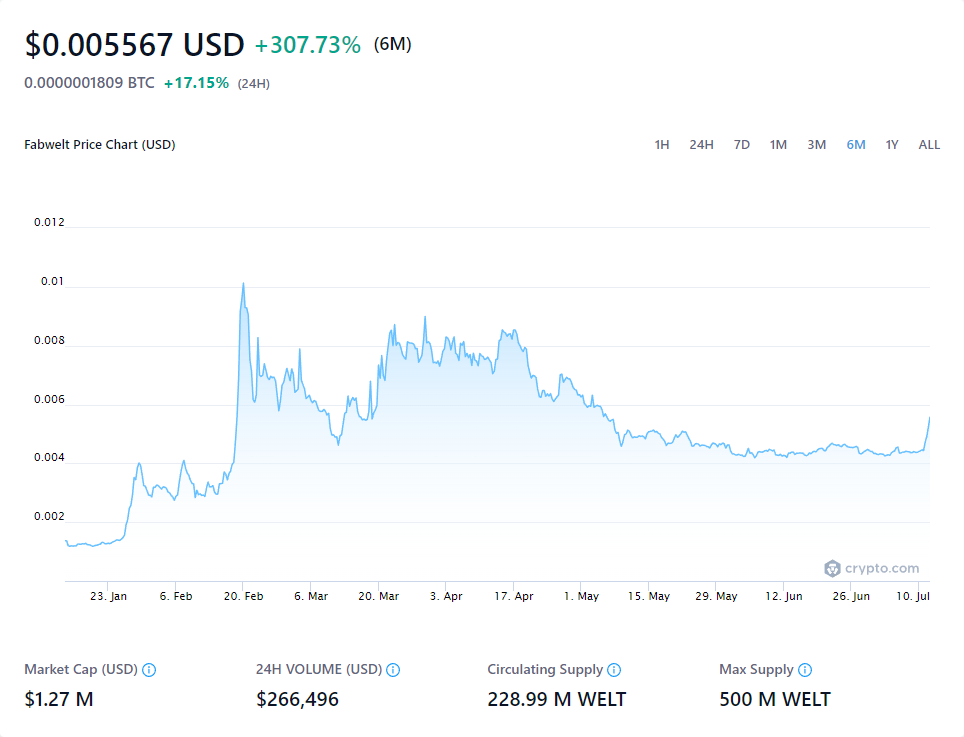 $0.005567 USD +307.73% (6M)
0.0000001809 BTC +17.15% (24H)
Fabwelt Price Chart (USD) 1H 24H 7D 1M 3M 6M 1Y ALL
0.012
0.01
0.008
0.006
0.004
0.002
crypto.com
23. Jan 6. Feb 20. Feb 6. Mar 20. Mar 3. Apr 17. Apr 1. May 15. May 29. May 12. Jun 26. Jun 10. Jul
Market Cap (USD) 24H VOLUME (USD) Circulating Supply Max Supply
$1.27 M $266,496 228.99 M WELT 500 M WELT